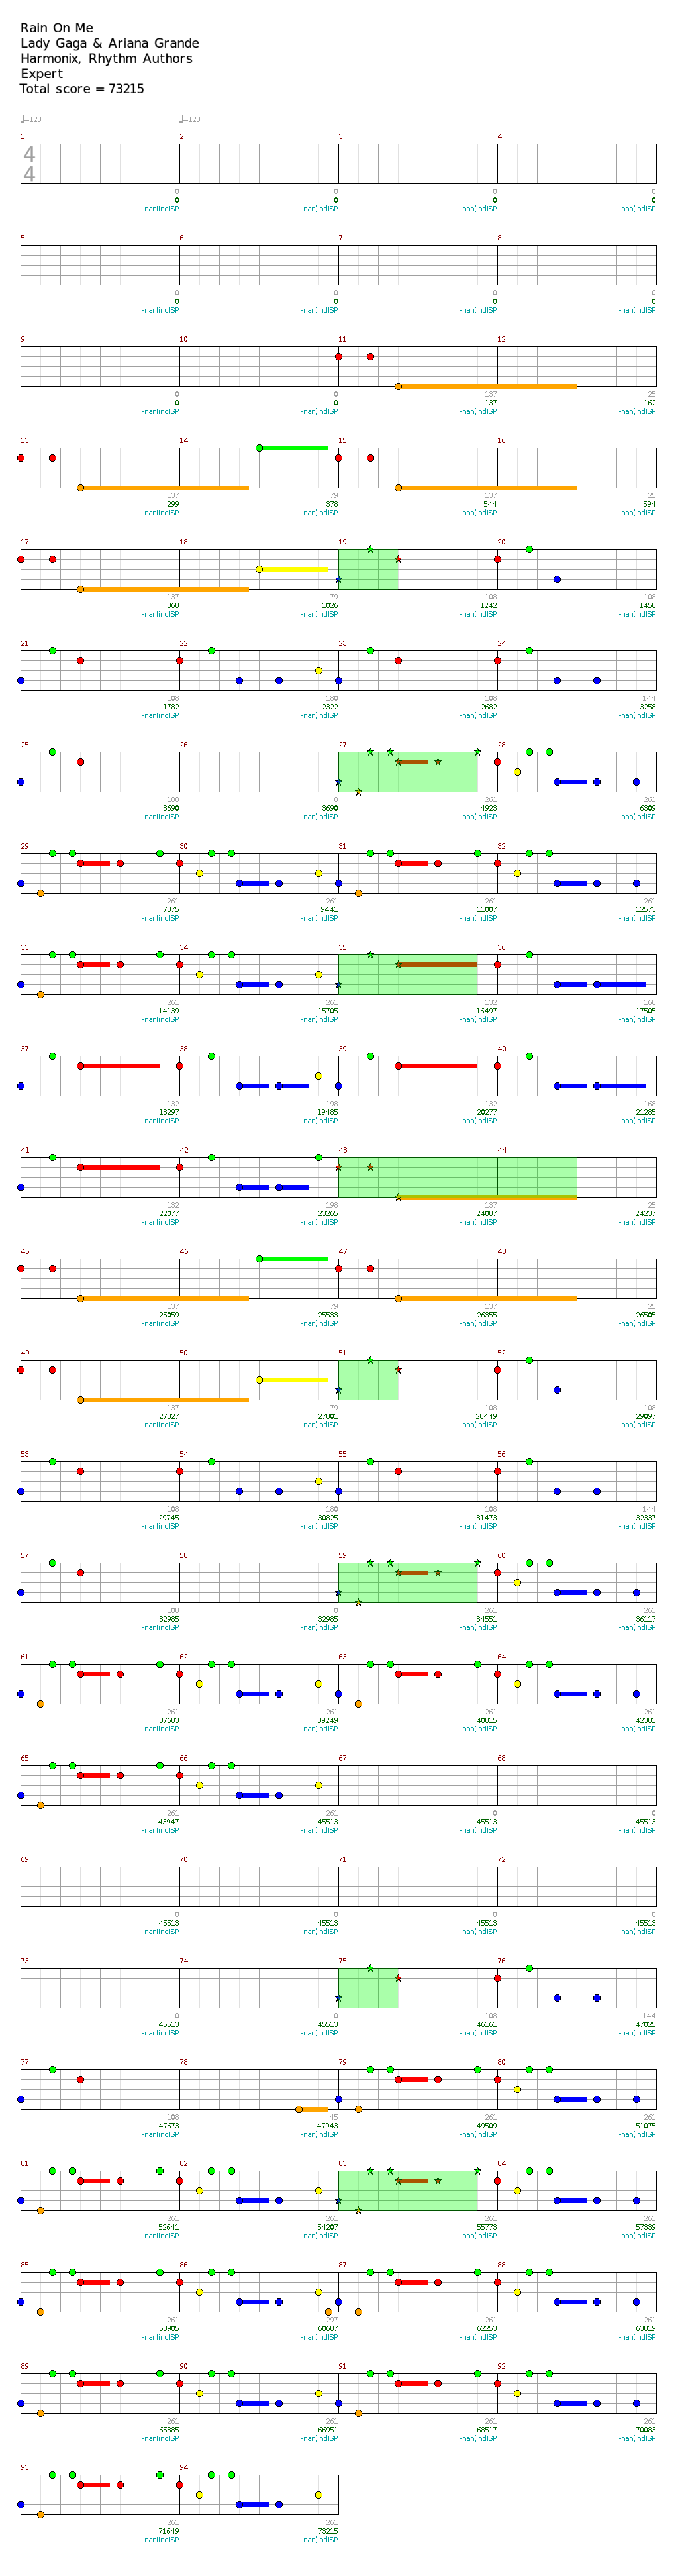 Rain On Me
Lady Gaga & Ariana Grande
Harmonix, Rhythm Authors
Expert
Total score = 73215
♩=123 ♩=123
1 2 3 4
4
4
0 0 0 0
0 0 0 0
-nan[ind]SP -nan[ind]SP -nan[ind]SP -nan[ind]SP
5 6 7 8
0 0 0 0
0 0 0 0
-nan[ind]SP -nan[ind]SP -nan[ind]SP -nan[ind]SP
9 10 11 12
0 0 137 25
0 0 137 162
-nan[ind]SP -nan[ind]SP -nan[ind]SP -nan[ind]SP
13 14 15 16
137 79 137 25
299 378 544 594
-nan[ind]SP -nan[ind]SP -nan[ind]SP -nan[ind]SP
17 18 19 20
137 79 108 108
868 1026 1242 1458
-nan[ind]SP -nan[ind]SP -nan[ind]SP -nan[ind]SP
21 22 23 24
108 180 108 144
1782 2322 2682 3258
-nan[ind]SP -nan[ind]SP -nan[ind]SP -nan[ind]SP
25 26 27 28
108 0 261 261
3690 3690 4923 6309
-nan[ind]SP -nan[ind]SP -nan[ind]SP -nan[ind]SP
29 30 31 32
261 261 261 261
7875 9441 11007 12573
-nan[ind]SP -nan[ind]SP -nan[ind]SP -nan[ind]SP
33 34 35 36
261 261 132 168
14139 15705 16497 17505
-nan[ind]SP -nan[ind]SP -nan[ind]SP -nan[ind]SP
37 38 39 40
132 198 132 168
18297 19485 20277 21285
-nan[ind]SP -nan[ind]SP -nan[ind]SP -nan[ind]SP
41 42 43 44
132 198 137 25
22077 23265 24087 24237
-nan[ind]SP -nan[ind]SP -nan[ind]SP -nan[ind]SP
45 46 47 48
137 79 137 25
25059 25533 26355 26505
-nan[ind]SP -nan[ind]SP -nan[ind]SP -nan[ind]SP
49 50 51 52
137 79 108 108
27327 27801 28449 29097
-nan[ind]SP -nan[ind]SP -nan[ind]SP -nan[ind]SP
53 54 55 56
108 180 108 144
29745 30825 31473 32337
-nan[ind]SP -nan[ind]SP -nan[ind]SP -nan[ind]SP
57 58 59 60
108 0 261 261
32985 32985 34551 36117
-nan[ind]SP -nan[ind]SP -nan[ind]SP -nan[ind]SP
61 62 63 64
261 261 261 261
37683 39249 40815 42381
-nan[ind]SP -nan[ind]SP -nan[ind]SP -nan[ind]SP
65 66 67 68
261 261 0 0
43947 45513 45513 45513
-nan[ind]SP -nan[ind]SP -nan[ind]SP -nan[ind]SP
69 70 71 72
0 0 0 0
45513 45513 45513 45513
-nan[ind]SP -nan[ind]SP -nan[ind]SP -nan[ind]SP
73 74 75 76
0 0 108 144
45513 45513 46161 47025
-nan[ind]SP -nan[ind]SP -nan[ind]SP -nan[ind]SP
77 78 79 80
108 45 261 261
47673 47943 49509 51075
-nan[ind]SP -nan[ind]SP -nan[ind]SP -nan[ind]SP
81 82 83 84
261 261 261 261
52641 54207 55773 57339
-nan[ind]SP -nan[ind]SP -nan[ind]SP -nan[ind]SP
85 86 87 88
261 297 261 261
58905 60687 62253 63819
-nan[ind]SP -nan[ind]SP -nan[ind]SP -nan[ind]SP
89 90 91 92
261 261 261 261
65385 66951 68517 70083
-nan[ind]SP -nan[ind]SP -nan[ind]SP -nan[ind]SP
93 94
261 261
71649 73215
-nan[ind]SP -nan[ind]SP